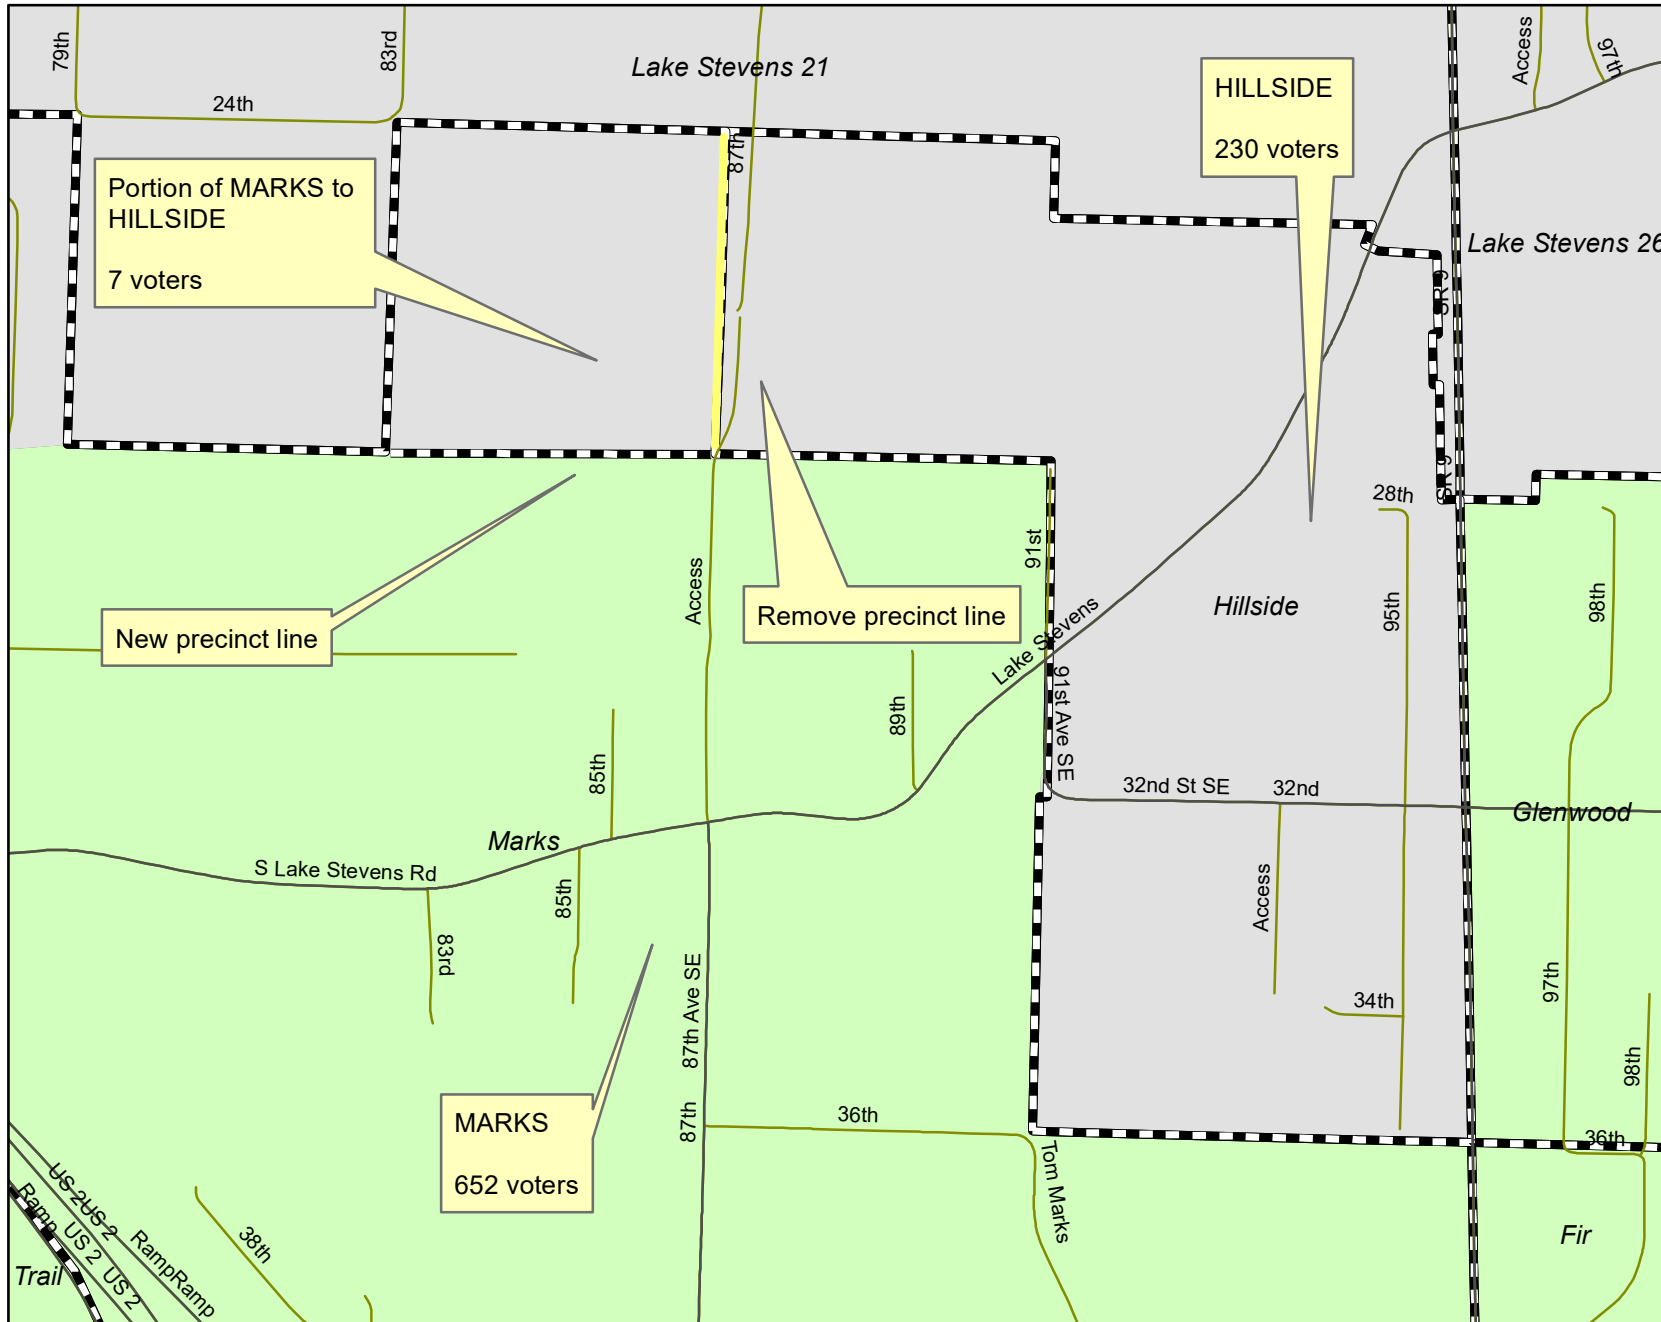 79th
83rd
24th
Lake Stevens 21
HILLSIDE
230 voters
Access
97th
87th
Portion of MARKS to
HILLSIDE
7 voters
Lake Stevens 26
SR 9
SR 9
28th
91st
Access
New precinct line
Remove precinct line
Lake Stevens
Hillside
95th
98th
89th
91st Ave SE
85th
32nd St SE
32nd
Glenwood
Marks
S Lake Stevens Rd
85th
Access
83rd
87th Ave SE
97th
34th
98th
MARKS
652 voters
87th
36th
36th
Tom Marks
US 2
US 2
Ramp
US 2
US 2
Ramp
Ramp
38th
Trail
Fir